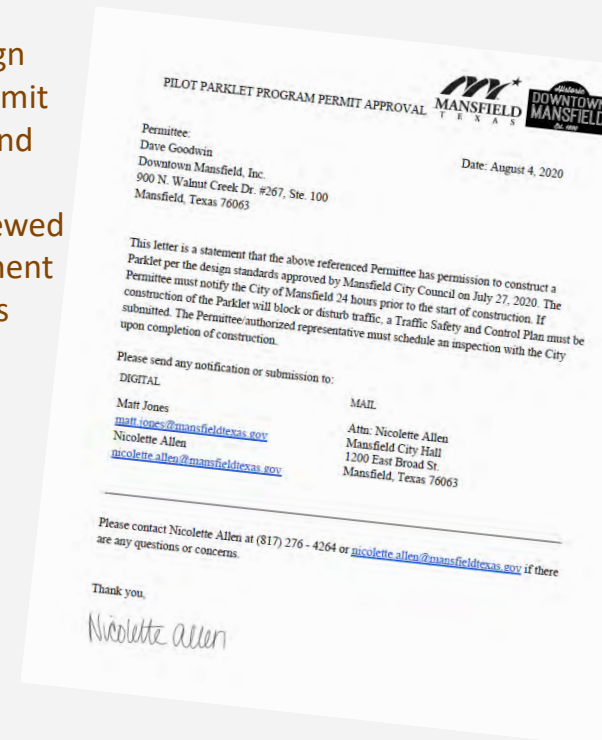 gn
mit
nd
ewed
ment
s
PILOT PARKLET PROGRAM PERMIT APPROVAL
MANSFIELD
TEXAS
Historic
DOWNTOWN
MANSFIELD
Est. 1890
Permittee:
Dave Goodwin
Downtown Mansfield, Inc.
900 N. Walnut Creek Dr. #267, Ste. 100
Mansfield, Texas 76063
Date: August 4, 2020
This letter is a statement that the above referenced Permittee has permission to construct a
Parklet per the design standards approved by Mansfield City Council on July 27, 2020. The
Permittee must notify the City of Mansfield 24 hours prior to the start of construction. If
construction of the Parklet will block or disturb traffic, a Traffic Safety and Control Plan must be
submitted. The Permittee/authorized representative must schedule an inspection with the City
upon completion of construction.
Please send any notification or submission to:
DIGITAL
Matt Jones
matt.jones@mansfieldtexas.gov
Nicolette Allen
nicolette.allen@mansfieldtexas.gov
MAIL
Attn: Nicolette Allen
Mansfield City Hall
1200 East Broad St.
Mansfield, Texas 76063
Please contact Nicolette Allen at (817) 276 - 4264 or nicolette.allen@mansfieldtexas.gov if there
are any questions or concerns.
Thank you,
Nicolette Allen